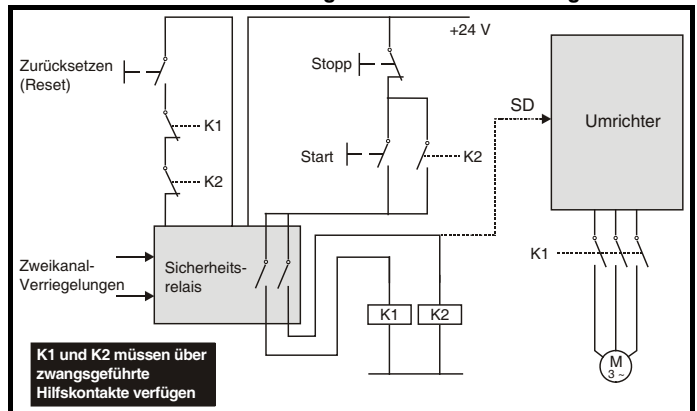 +24 V
Zurücksetzen
(Reset)
Stopp
SD
Umrichter
K1
Start
K2
K2
K1
Zweikanal-
Verriegelungen
Sicherheits-
relais
K1
K2
K1 und K2 müssen über
zwangsgeführte
Hilfskontakte verfügen
M
3 ~